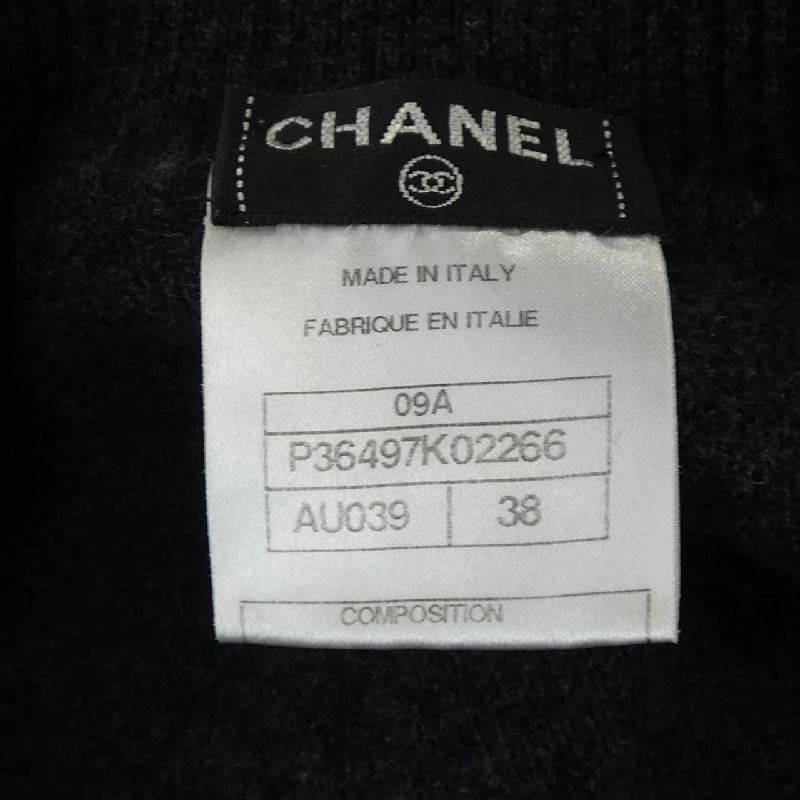 CHANEL
MADE IN ITALY
FABRIQUE EN ITALIE
09A
P36497K02266
AU039 38
COMPOSITION